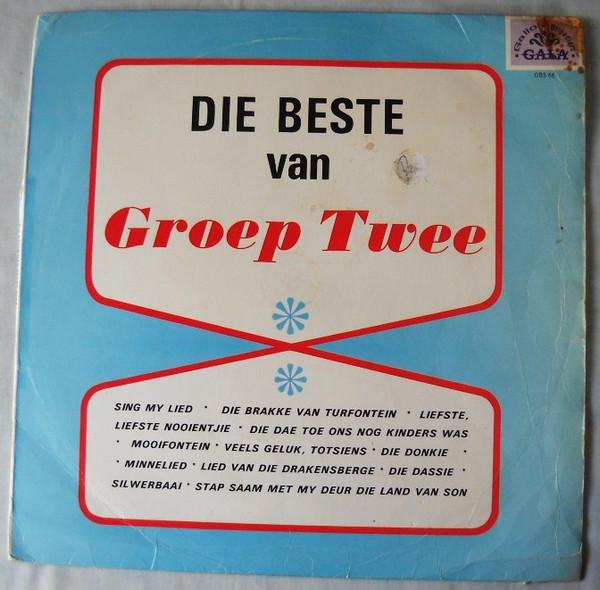 GALA
GBS 66
DIE BESTE
van
Groep Twee
SING MY LIED * DIE BRAKKE VAN TURFONTEIN * LIEFSTE,
LIEFSTE NOOIENTJIE * DIE DAE TOE ONS NOG KINDERS WAS
* MOOIFONTEIN * VEELS GELUK, TOTSIENS * DIE DONKIE *
* MINNELIED * LIED VAN DIE DRAKENSBERGE * DIE DASSIE *
SILWERBAAI * STAP SAAM MET MY DEUR DIE LAND VAN SON